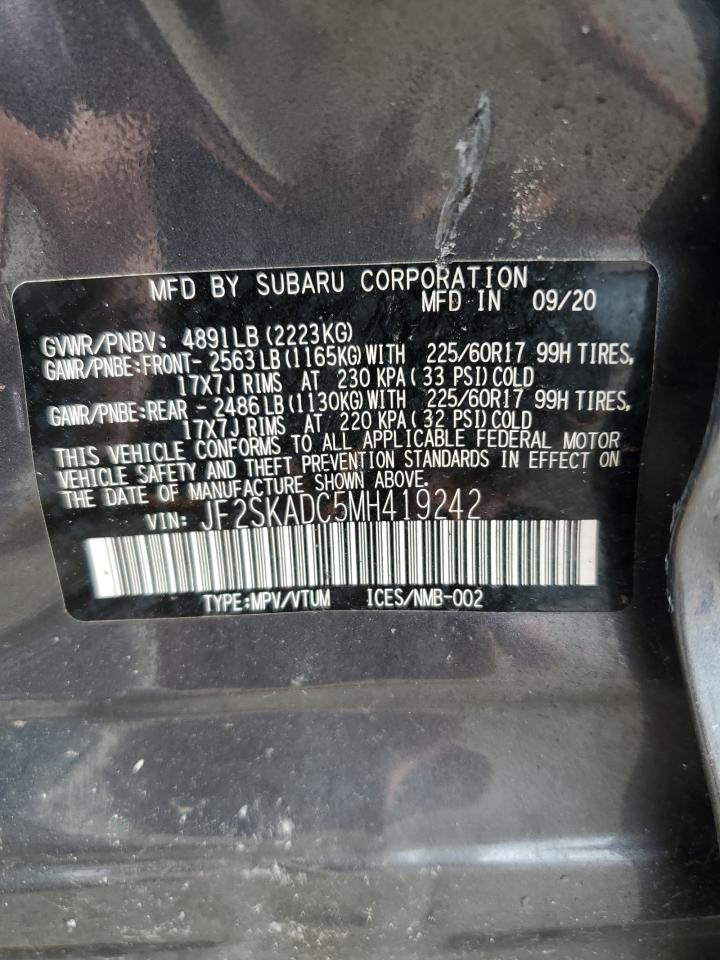 MFD BY SUBARU CORPORATION
MFD IN 09/20
GVWR/PNBV: 4891LB (2223KG)
GAWR/PNBE:FRONT- 2563LB (1165KG)WITH 225/60R17 99H TIRES,
17X7J RIMS AT 230 KPA( 33 PSI)COLD
GAWR/PNBE:REAR - 2486LB (1130KG)WITH 225/60R17 99H TIRES,
17X7J RIMS AT 220 KPA( 32 PSI)COLD
THIS VEHICLE CONFORMS TO ALL APPLICABLE FEDERAL MOTOR
VEHICLE SAFETY AND THEFT PREVENTION STANDARDS IN EFFECT ON
THE DATE OF MANUFACTURE SHOWN ABOVE.
VIN: JF2SKADC5MH419242
TYPE:MPV/VTUM ICES/NMB-002